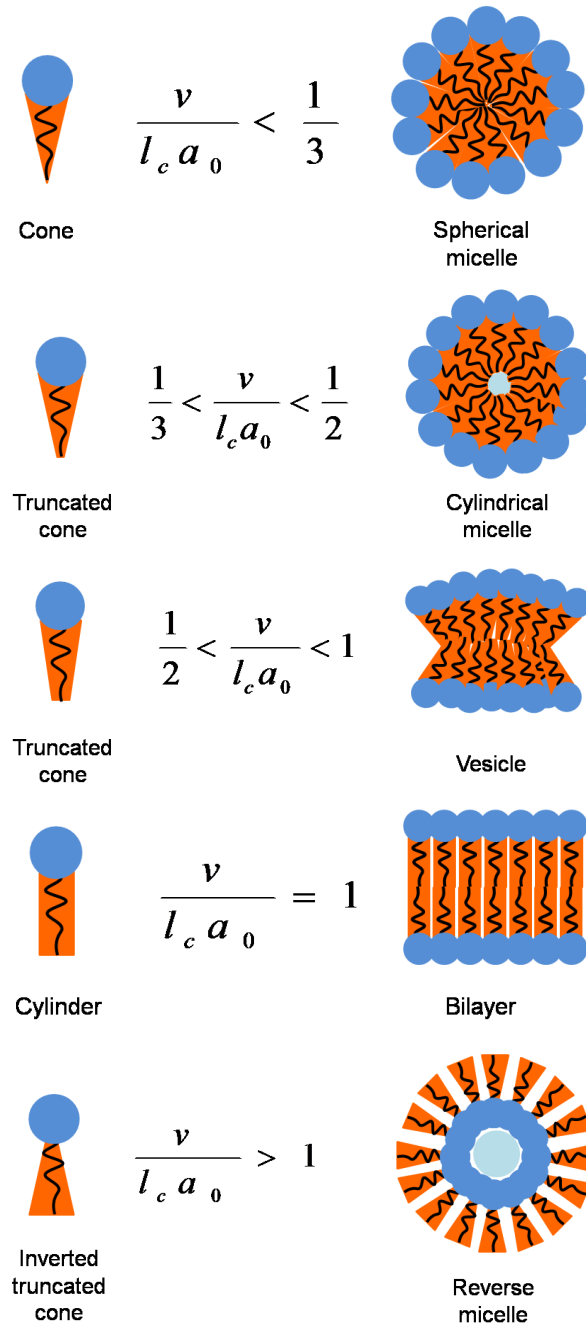 v / l_c a_0 < 1/3
Cone
Spherical
micelle
1/3 < v / l_c a_0 < 1/2
Truncated
cone
Cylindrical
micelle
1/2 < v / l_c a_0 < 1
Truncated
cone
Vesicle
v / l_c a_0 = 1
Cylinder
Bilayer
v / l_c a_0 > 1
Inverted
truncated
cone
Reverse
micelle